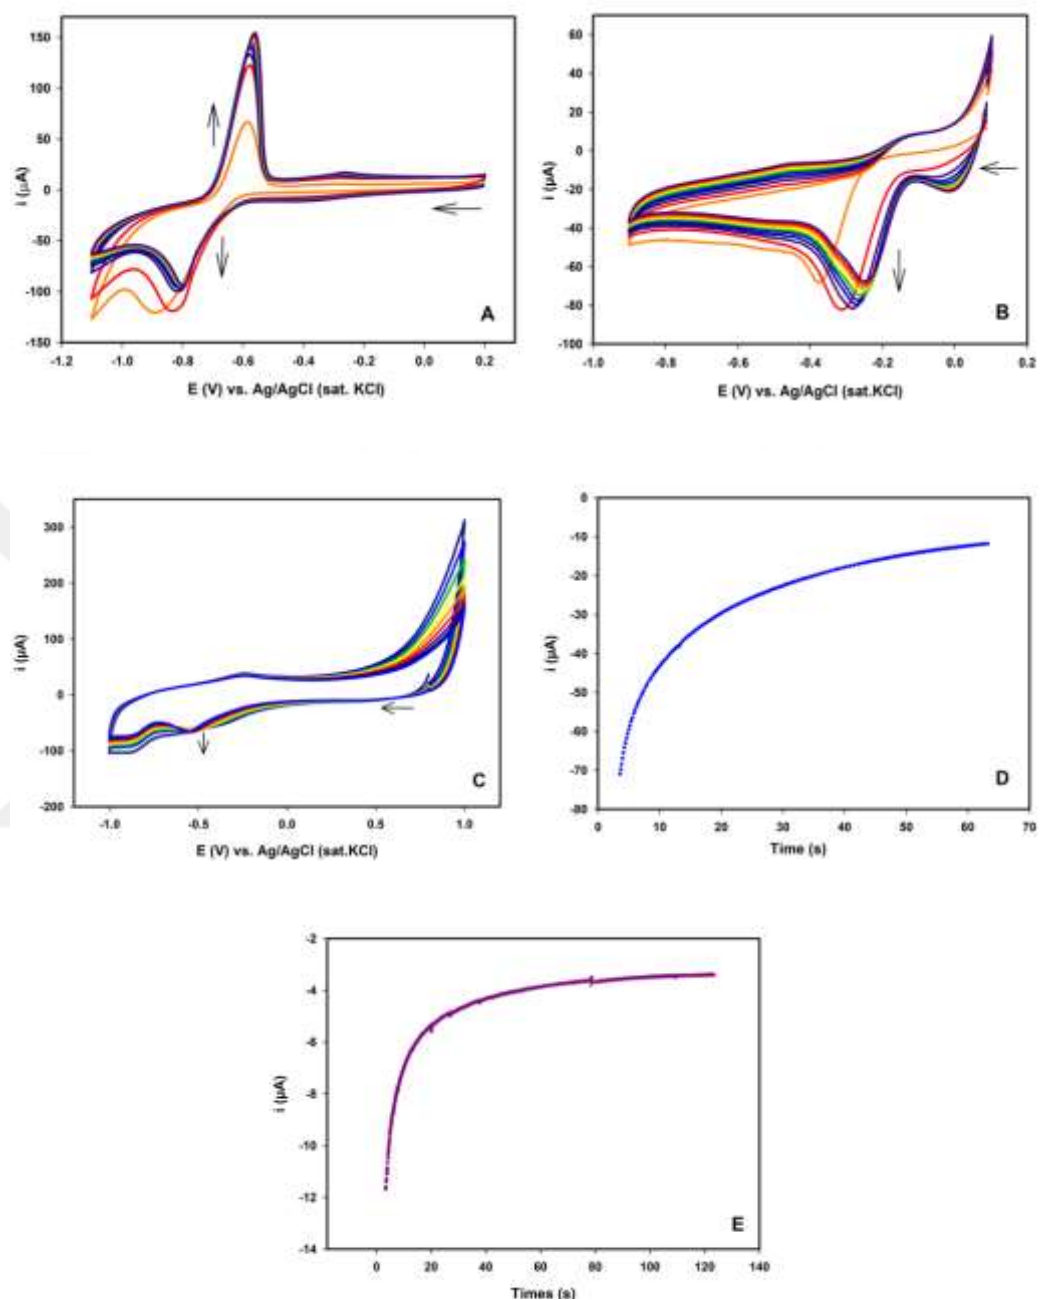 150
100
50
0
-50
-100
-150
i (µA)
-1.2 -1.0 -0.8 -0.6 -0.4 -0.2 0.0 0.2
E (V) vs. Ag/AgCl (sat. KCl)
A
60
40
20
0
-20
-40
-60
-80
-100
i (µA)
-1.0 -0.8 -0.6 -0.4 -0.2 0.0 0.2
E (V) vs. Ag/AgCl (sat.KCl)
B
300
200
100
0
-100
-200
i (µA)
-1.0 -0.5 0.0 0.5 1.0
E (V) vs. Ag/AgCl (sat.KCl)
C
0
-10
-20
-30
-40
-50
-60
-70
-80
i (µA)
0 10 20 30 40 50 60 70
Time (s)
D
-2
-4
-6
-8
-10
-12
-14
i (µA)
0 20 40 60 80 100 120 140
Times (s)
E